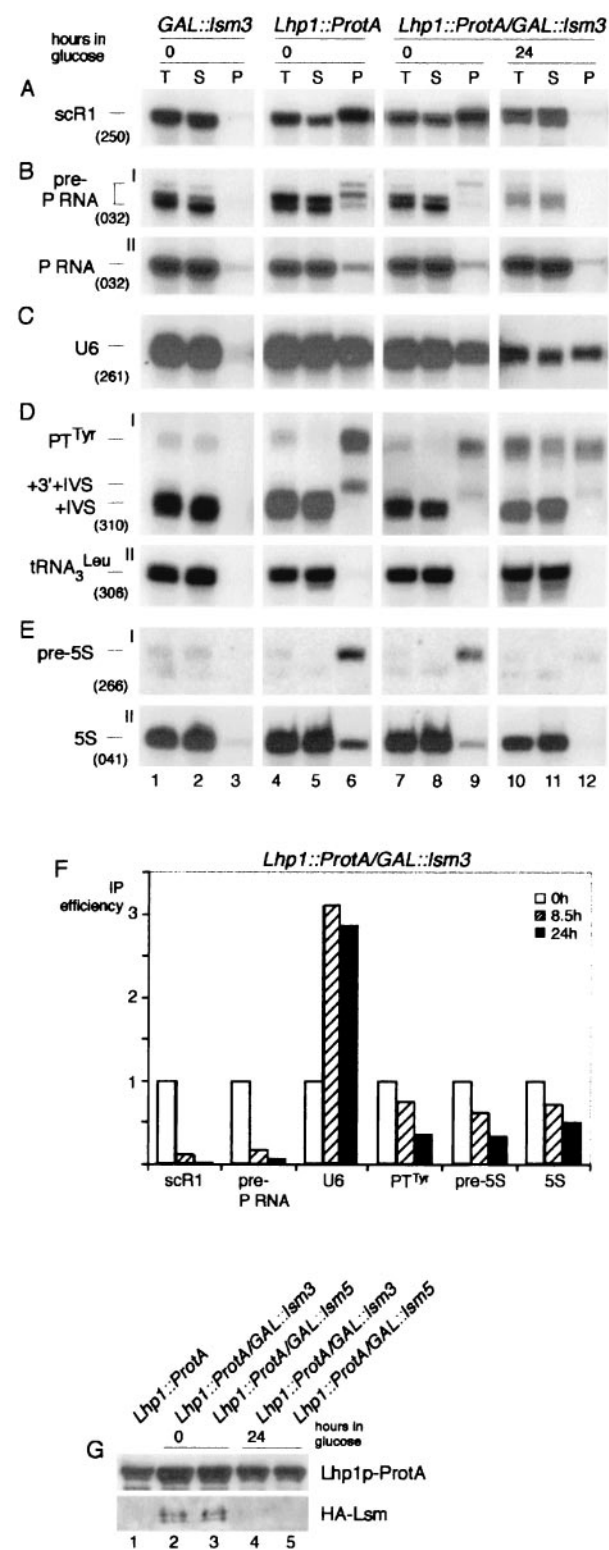 GAL::lsm3 Lhp1::ProtA Lhp1::ProtA/GAL::lsm3
hours in glucose 0 0 0 24
T S P T S P T S P T S P
A
scR1
(250)
B
I
pre-P RNA
(032)
II
P RNA
(032)
C
U6
(261)
D
I
PT^Tyr
+3'+IVS
+IVS
(310)
II
tRNA3^Leu
(306)
E
I
pre-5S
(266)
II
5S
(041)
1 2 3 4 5 6 7 8 9 10 11 12
F
Lhp1::ProtA/GAL::lsm3
IP efficiency
3
2
1
0h
8.5h
24h
scR1 pre-P RNA U6 PT^Tyr pre-5S 5S
Lhp1::ProtA
Lhp1::ProtA/GAL::lsm3
Lhp1::ProtA/GAL::lsm5
Lhp1::ProtA/GAL::lsm3
Lhp1::ProtA/GAL::lsm5
0 24 hours in glucose
G
Lhp1p-ProtA
HA-Lsm
1 2 3 4 5